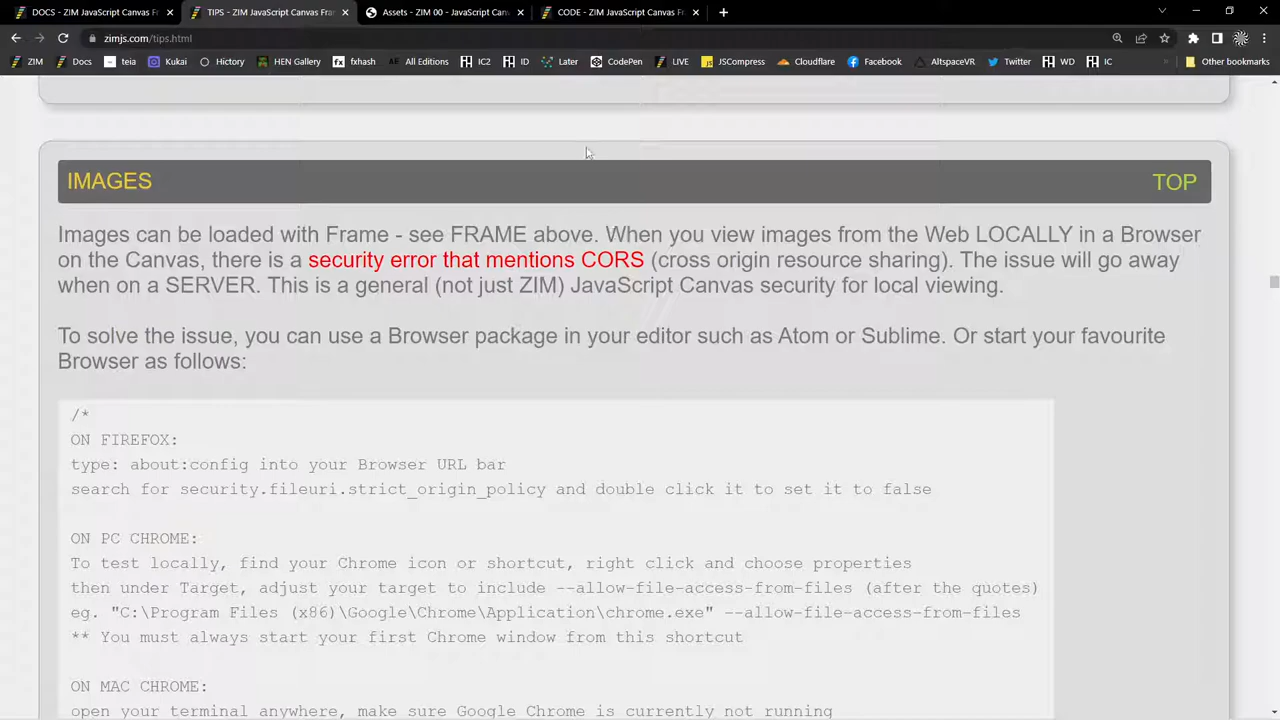 DOCS - ZIM JavaScript Canvas Fr
TIPS - ZIM JavaScript Canvas Fra
Assets - ZIM 00 - JavaScript Canv
CODE - ZIM JavaScript Canvas Fr
zimjs.com/tips.html
ZIM
Docs
teia
Kukai
Hictory
HEN Gallery
fx fxhash
AE All Editions
IC2
ID
Later
CodePen
LIVE
JSCompress
Cloudflare
Facebook
AltspaceVR
Twitter
WD
IC
»
Other bookmarks
IMAGES
TOP
Images can be loaded with Frame - see FRAME above. When you view images from the Web LOCALLY in a Browser
on the Canvas, there is a security error that mentions CORS (cross origin resource sharing). The issue will go away
when on a SERVER. This is a general (not just ZIM) JavaScript Canvas security for local viewing.
To solve the issue, you can use a Browser package in your editor such as Atom or Sublime. Or start your favourite
Browser as follows:
/*
ON FIREFOX:
type: about:config into your Browser URL bar
search for security.fileuri.strict_origin_policy and double click it to set it to false
ON PC CHROME:
To test locally, find your Chrome icon or shortcut, right click and choose properties
then under Target, adjust your target to include --allow-file-access-from-files (after the quotes)
eg. "C:\Program Files (x86)\Google\Chrome\Application\chrome.exe" --allow-file-access-from-files
** You must always start your first Chrome window from this shortcut
ON MAC CHROME:
open your terminal anywhere, make sure Google Chrome is currently not running